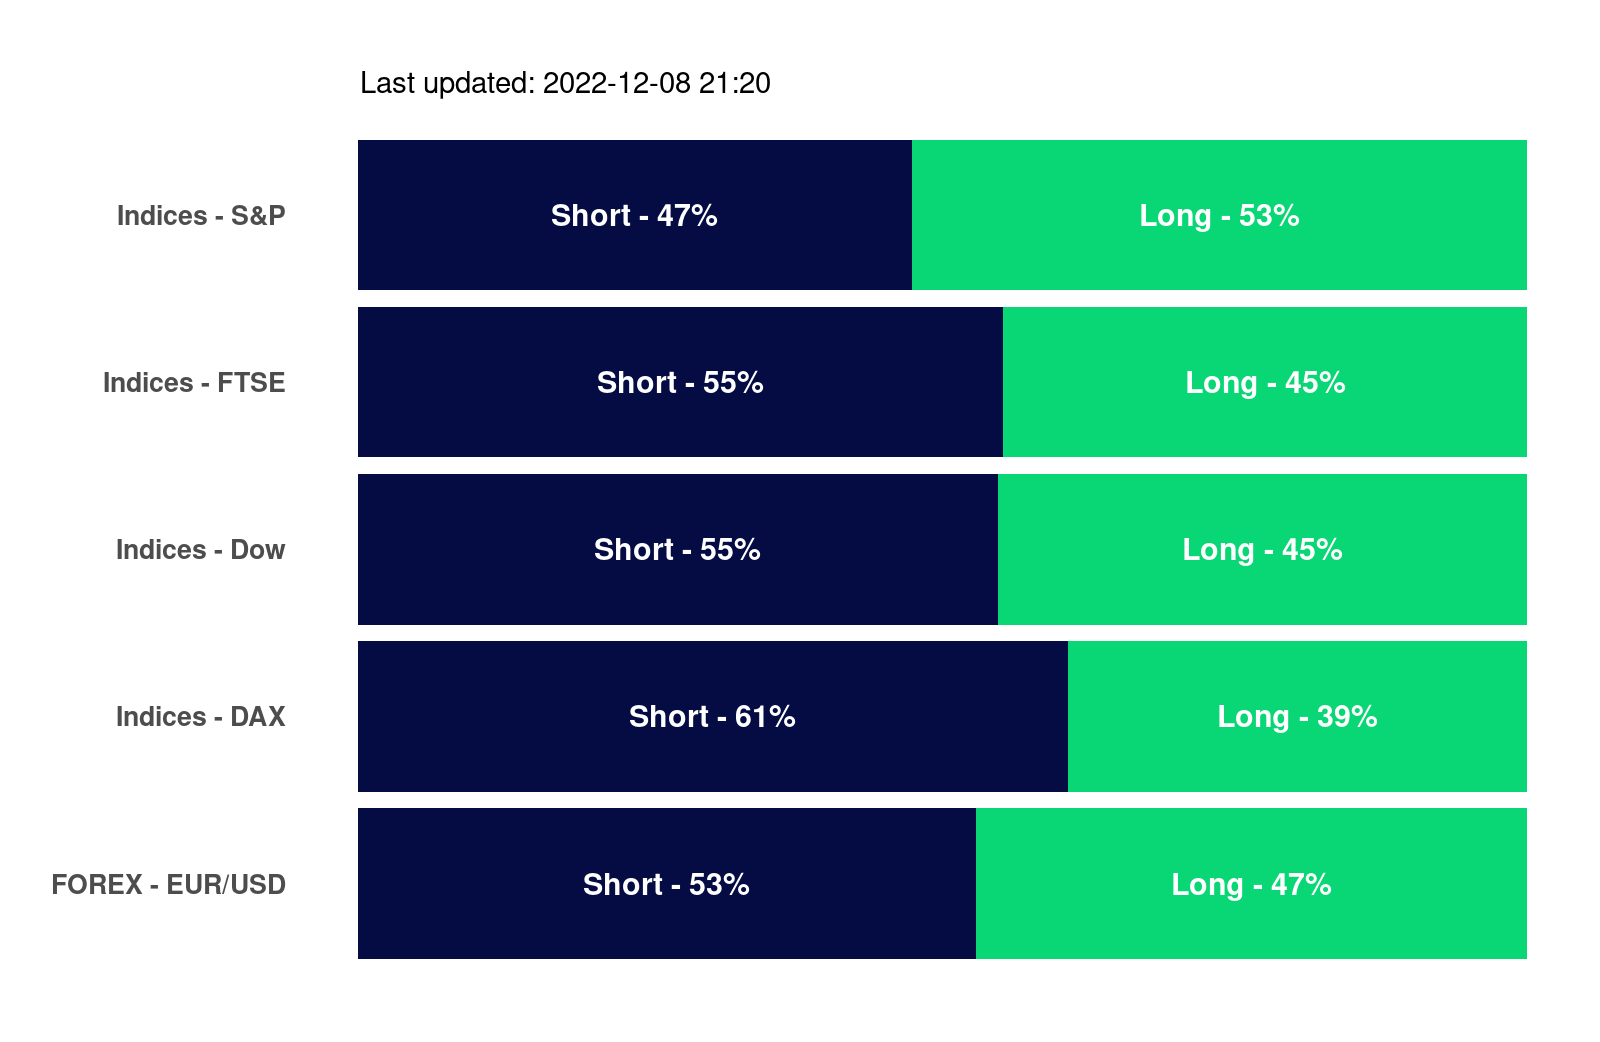 Last updated: 2022-12-08 21:20
Indices - S&P Short - 47% Long - 53%
Indices - FTSE Short - 55% Long - 45%
Indices - Dow Short - 55% Long - 45%
Indices - DAX Short - 61% Long - 39%
FOREX - EUR/USD Short - 53% Long - 47%